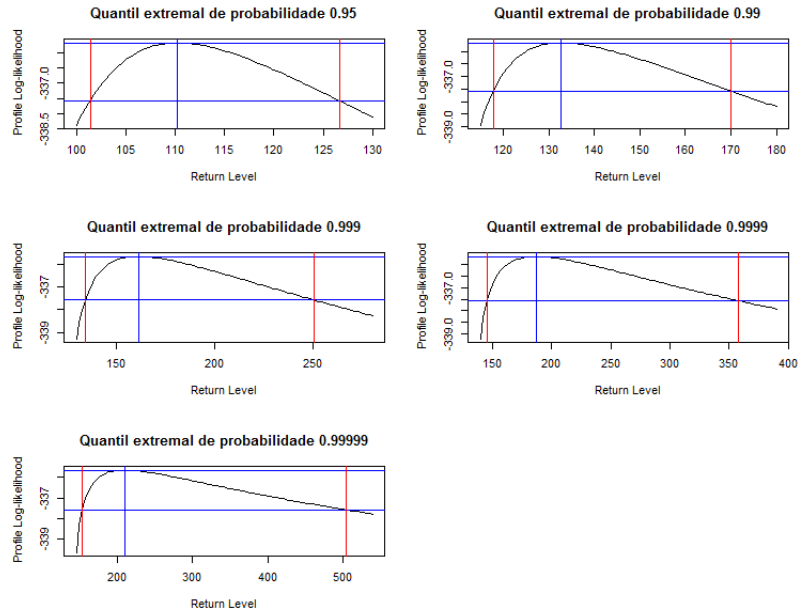 Quantil extremal de probabilidade 0.95
Profile Log-likelihood
-338.5 -337.0
100 105 110 115 120 125 130
Return Level
Quantil extremal de probabilidade 0.99
Profile Log-likelihood
-339.0 -337.0
120 130 140 150 160 170 180
Return Level
Quantil extremal de probabilidade 0.999
Profile Log-likelihood
-339 -337
150 200 250
Return Level
Quantil extremal de probabilidade 0.9999
Profile Log-likelihood
-339.0 -337.0
150 200 250 300 350 400
Return Level
Quantil extremal de probabilidade 0.99999
Profile Log-likelihood
-339 -337
200 300 400 500
Return Level